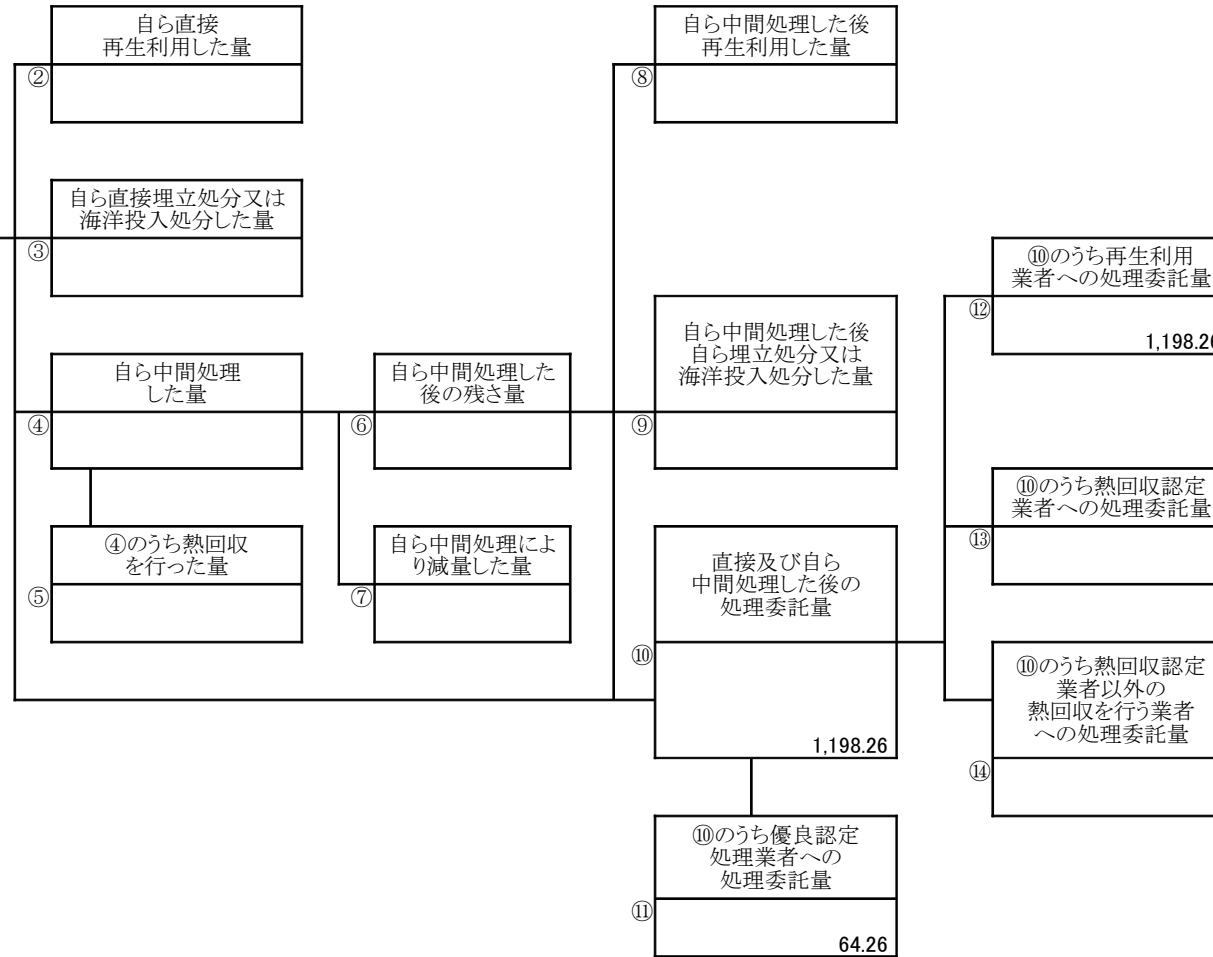 自ら直接
再生利用した量
②
自ら中間処理した後
再生利用した量
⑧
自ら直接埋立処分又は
海洋投入処分した量
③
⑩のうち再生利用
業者への処理委託量
⑫
1,198.26
自ら中間処理
した量
④
自ら中間処理した
後の残さ量
⑥
自ら中間処理した後
自ら埋立処分又は
海洋投入処分した量
⑨
⑩のうち熱回収認定
業者への処理委託量
⑬
④のうち熱回収
を行った量
⑤
自ら中間処理によ
り減量した量
⑦
直接及び自ら
中間処理した後の
処理委託量
⑩
1,198.26
⑩のうち熱回収認定
業者以外の
熱回収を行う業者
への処理委託量
⑭
⑩のうち優良認定
処理業者への
処理委託量
⑪
64.26